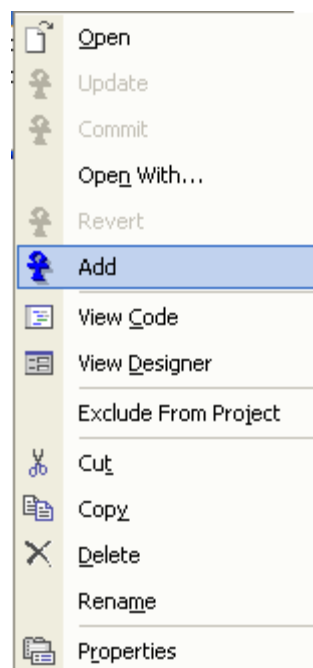 Open
Update
Commit
Open With...
Revert
Add
View Code
View Designer
Exclude From Project
Cut
Copy
Delete
Rename
Properties